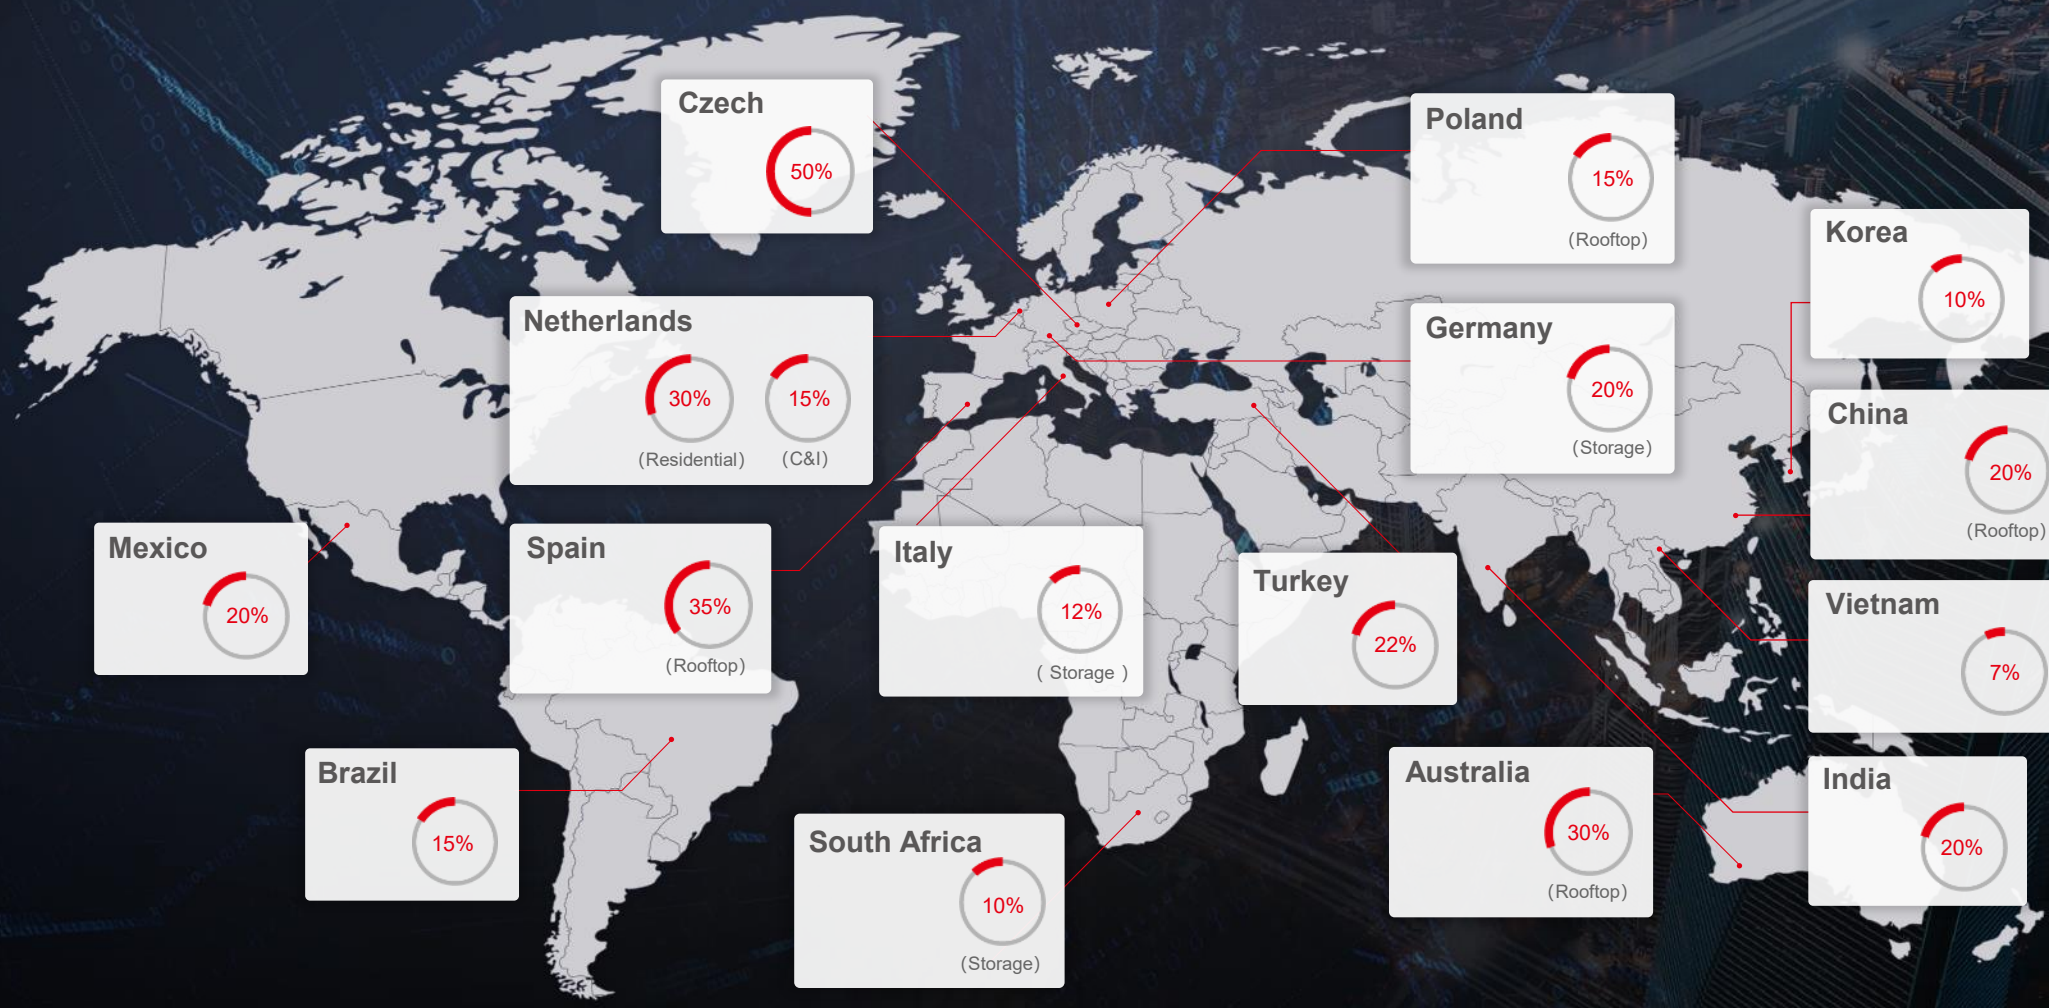 Czech
50%
Poland
15%
(Rooftop)
Korea
10%
Netherlands
30%
15%
(Residential)
(C&I)
Germany
20%
(Storage)
China
20%
(Rooftop)
Mexico
20%
Spain
35%
(Rooftop)
Italy
12%
( Storage )
Turkey
22%
Vietnam
7%
Brazil
15%
South Africa
10%
(Storage)
Australia
30%
(Rooftop)
India
20%